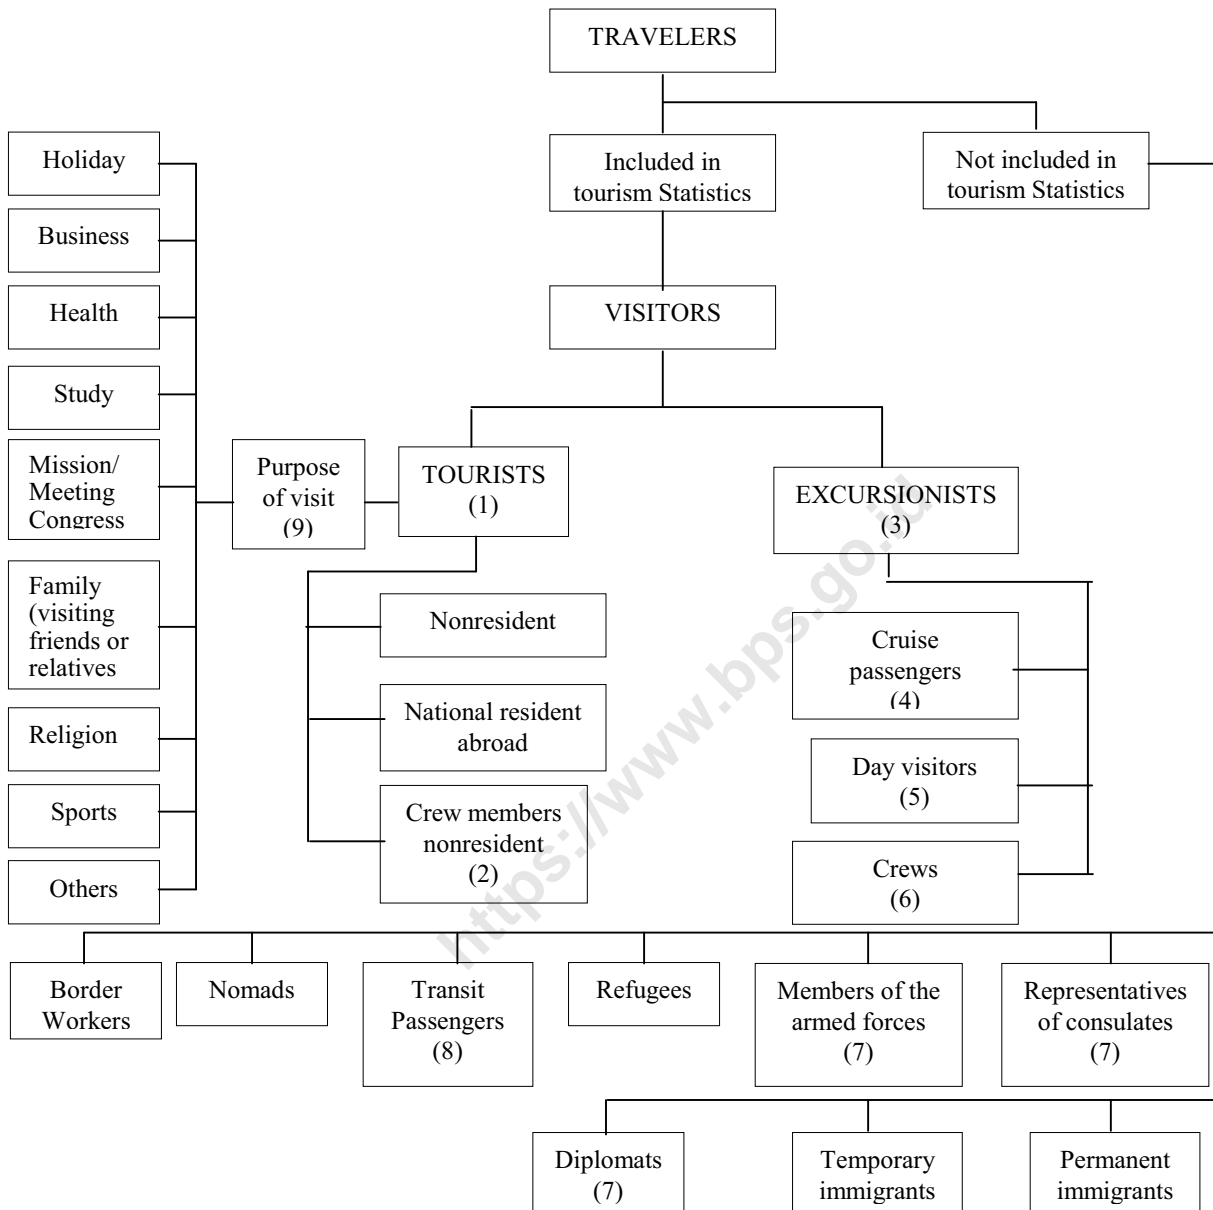 TRAVELERS
Included in
tourism Statistics
Not included in
tourism Statistics
VISITORS
Holiday
Business
Health
Study
Mission/
Meeting
Congress
Family
(visiting
friends or
relatives
Religion
Sports
Others
Purpose
of visit
(9)
TOURISTS
(1)
EXCURSIONISTS
(3)
Nonresident
National resident
abroad
Crew members
nonresident
(2)
Cruise
passengers
(4)
Day visitors
(5)
Crews
(6)
Border
Workers
Nomads
Transit
Passengers
(8)
Refugees
Members of the
armed forces
(7)
Representatives
of consulates
(7)
Diplomats
(7)
Temporary
immigrants
Permanent
immigrants
https://www.bps.go.id